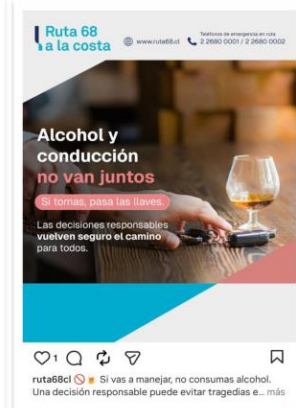 Ruta 68
a la costa
www.ruta68.cl
Teléfonos de emergencia en ruta
2 2680 0001 / 2 2680 0002
Alcohol y
conducción
no van juntos
Si tomas, pasa las llaves.
Las decisiones responsables
vuelven seguro el camino
para todos.
1
ruta68cl 🚫🍺 Si vas a manejar, no consumas alcohol.
Una decisión responsable puede evitar tragedias e... más